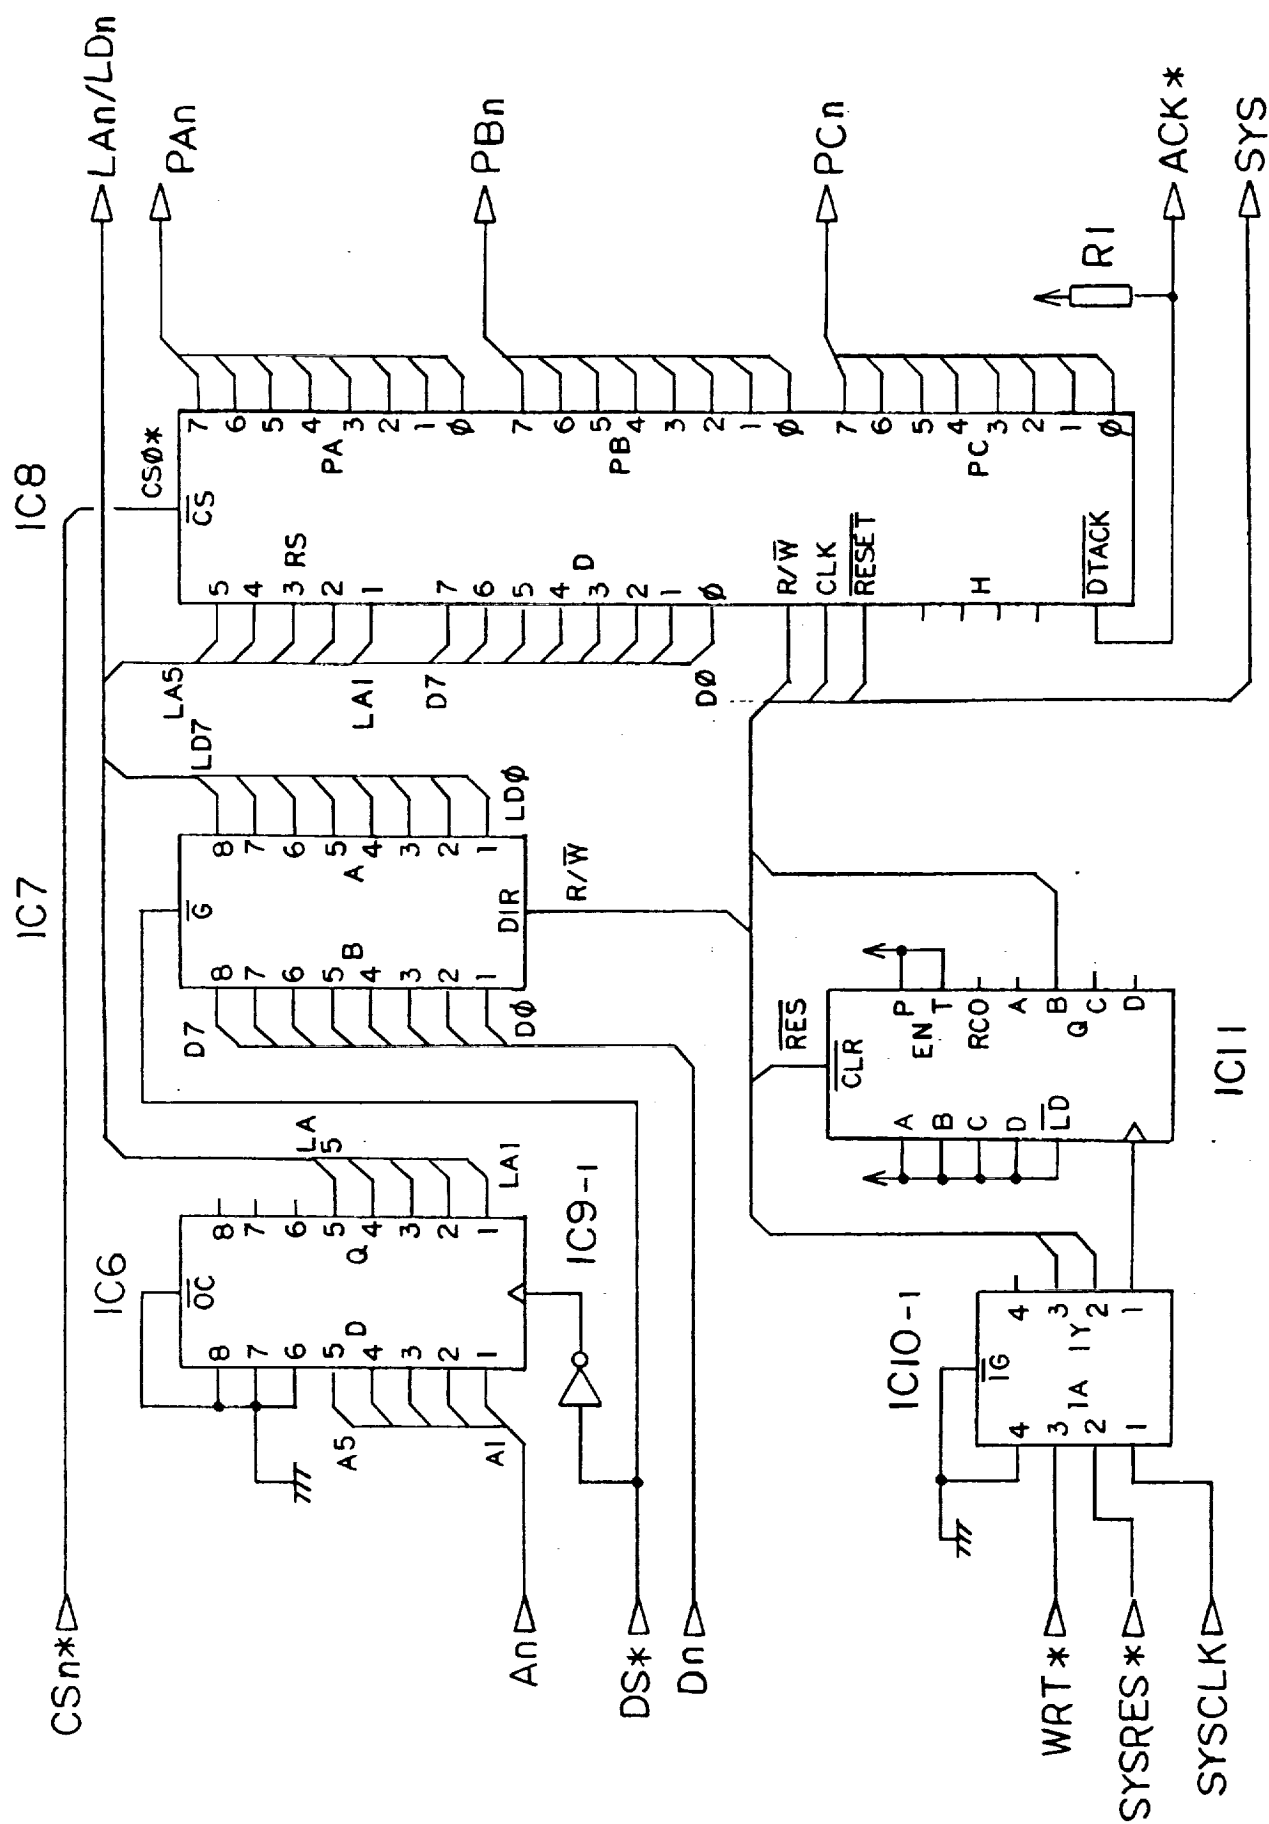 IC6
IC7
IC8
CSn*
LAn/LDn
CSØ*
PAn
PBn
PCn
ACK*
SYS
R1
An
DS*
Dn
WRT*
SYSRES*
SYSCLK
OC
8
7
6
5
4
3
2
1
D
8
7
6
5
4
3
2
1
Q
A5
A1
LA
5
LA1
IC9-1
G
8
7
6
5
4
3
2
1
B
8
7
6
5
4
3
2
1
A
DIR
D7
DØ
LD7
LDØ
R/W
CS
5
4
3
2
1
RS
7
6
5
4
3
2
1
Ø
D
R/W
CLK
RESET
H
DTACK
LA5
LA1
D7
DØ
7
6
5
4
3
2
1
Ø
PA
7
6
5
4
3
2
1
Ø
PB
7
6
5
4
3
2
1
Ø
PC
IC10-1
1G
4
3
2
1
1A
1Y
4
3
2
1
IC11
RES
CLR
A
B
C
D
LD
P
T
EN
RCO
A
B
C
D
Q